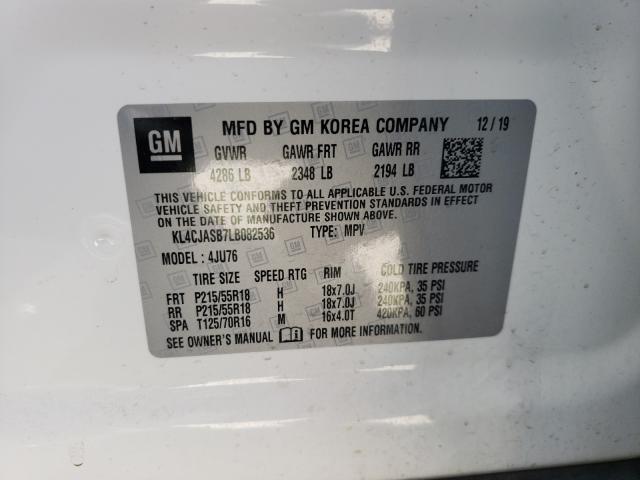 GM MFD BY GM KOREA COMPANY 12/19
GVWR GAWR FRT GAWR RR
4286 LB 2348 LB 2194 LB
THIS VEHICLE CONFORMS TO ALL APPLICABLE U.S. FEDERAL MOTOR
VEHICLE SAFETY AND THEFT PREVENTION STANDARDS IN EFFECT
ON THE DATE OF MANUFACTURE SHOWN ABOVE.
KL4CJASB7LB082536 TYPE: MPV
MODEL : 4JU76
TIRE SIZE SPEED RTG RIM COLD TIRE PRESSURE
FRT P215/55R18 H 18x7.0J 240KPA, 35 PSI
RR P215/55R18 H 18x7.0J 240KPA, 35 PSI
SPA T125/70R16 M 16x4.0T 420KPA, 60 PSI
SEE OWNER'S MANUAL FOR MORE INFORMATION.